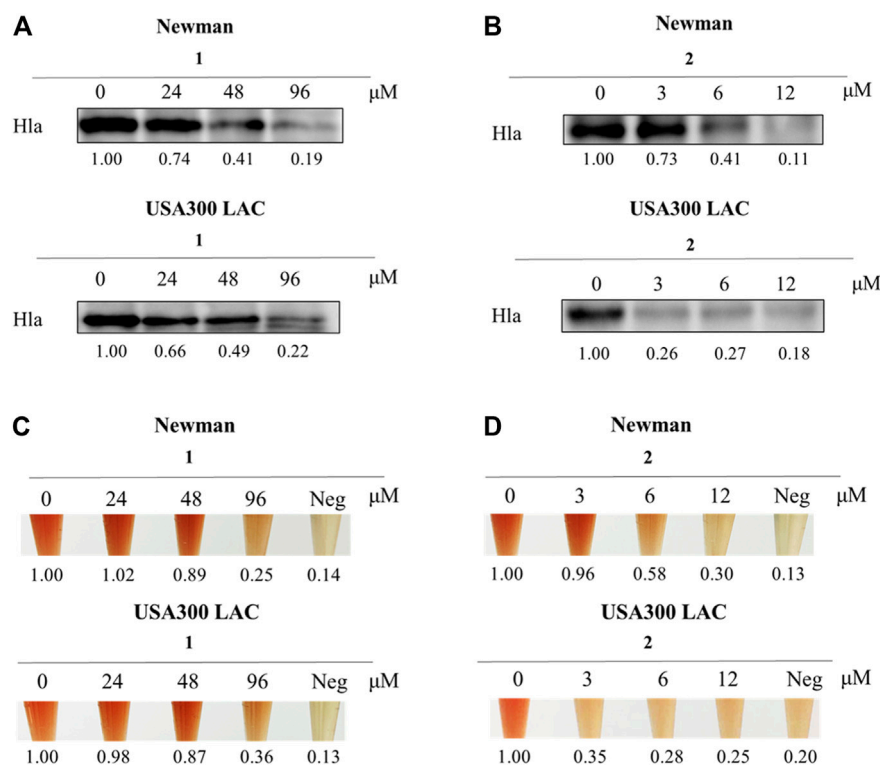 A
Newman
1
0 24 48 96 μM
Hla
1.00 0.74 0.41 0.19
USA300 LAC
1
0 24 48 96 μM
Hla
1.00 0.66 0.49 0.22
B
Newman
2
0 3 6 12 μM
Hla
1.00 0.73 0.41 0.11
USA300 LAC
2
0 3 6 12 μM
Hla
1.00 0.26 0.27 0.18
C
Newman
1
0 24 48 96 Neg μM
1.00 1.02 0.89 0.25 0.14
USA300 LAC
1
0 24 48 96 Neg μM
1.00 0.98 0.87 0.36 0.13
D
Newman
2
0 3 6 12 Neg μM
1.00 0.96 0.58 0.30 0.13
USA300 LAC
2
0 3 6 12 Neg μM
1.00 0.35 0.28 0.25 0.20